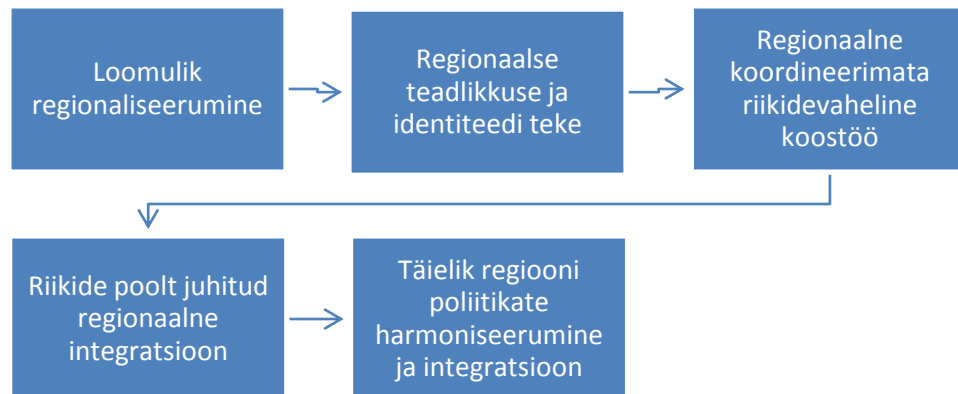 Loomulik
regionaliseerumine
Regionaalse
teadlikkuse ja
identiteedi teke
Regionaalne
koordineerimata
riikidevaheline
koostöö
Riikide poolt juhitud
regionaalne
integratsioon
Täielik regiooni
poliitikate
harmoniseerumine
ja integratsioon